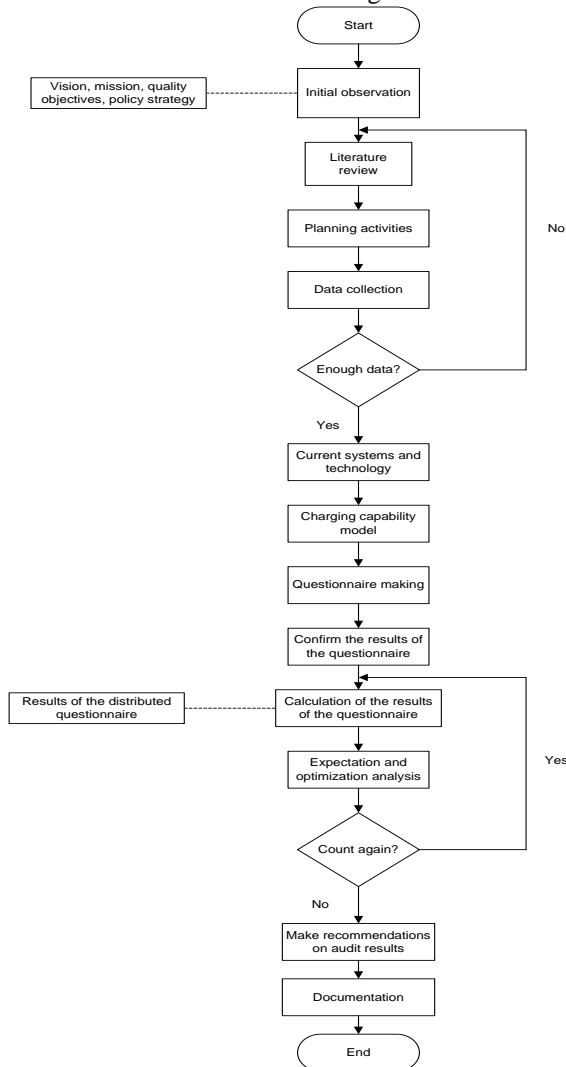 Start
Vision, mission, quality
objectives, policy strategy
Initial observation
Literature
review
Planning activities
No
Data collection
Enough data?
Yes
Current systems and
technology
Charging capability
model
Questionnaire making
Confirm the results of
the questionnaire
Results of the distributed
questionnaire
Calculation of the results
of the questionnaire
Expectation and
optimization analysis
Yes
Count again?
No
Make recommendations
on audit results
Documentation
End